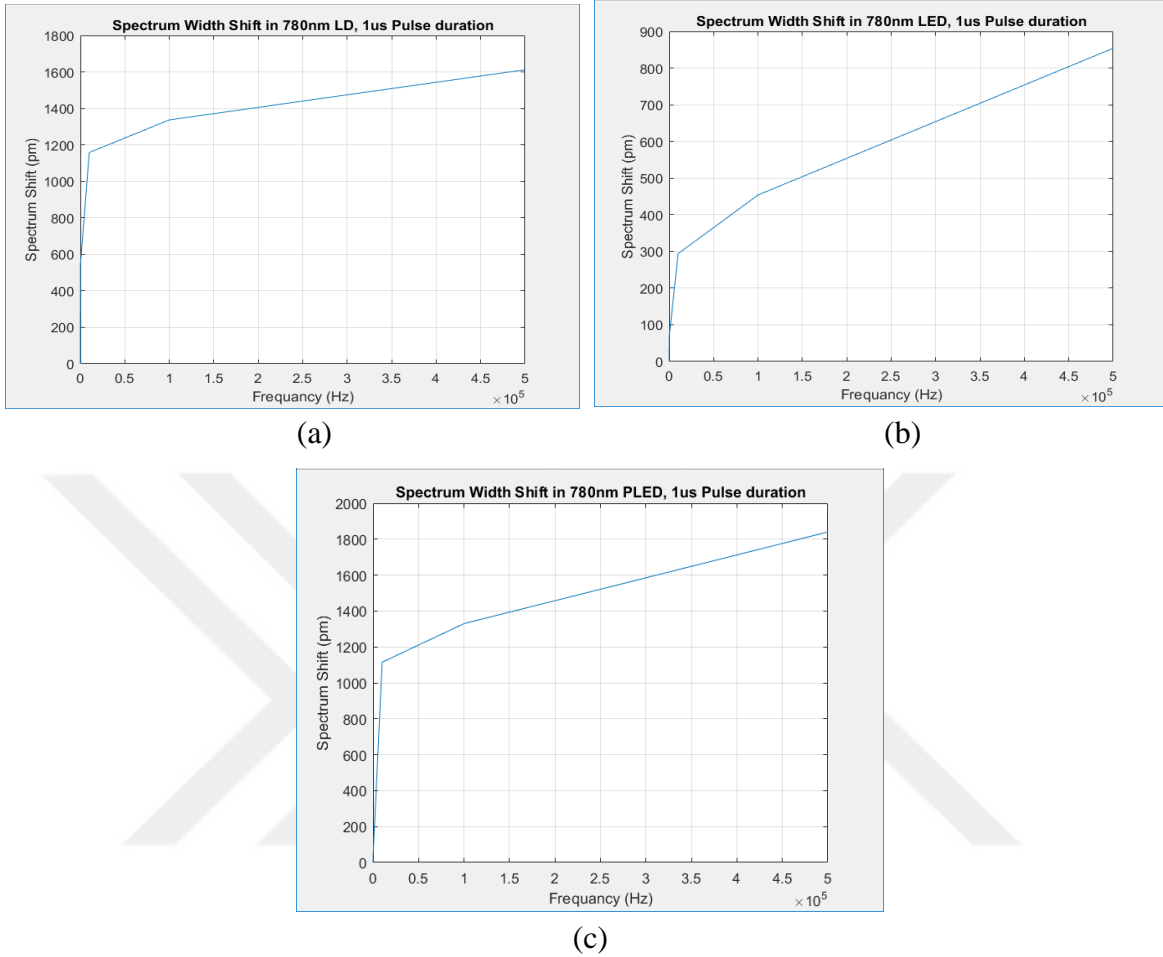 Spectrum Width Shift in 780nm LD, 1us Pulse duration
1800
1600
1400
1200
1000
800
600
400
200
0
Spectrum Shift (pm)
0 0.5 1 1.5 2 2.5 3 3.5 4 4.5 5
Frequancy (Hz)
× 10⁵
(a)
Spectrum Width Shift in 780nm LED, 1us Pulse duration
900
800
700
600
500
400
300
200
100
0
Spectrum Shift (pm)
0 0.5 1 1.5 2 2.5 3 3.5 4 4.5 5
Frequancy (Hz)
× 10⁵
(b)
Spectrum Width Shift in 780nm PLED, 1us Pulse duration
2000
1800
1600
1400
1200
1000
800
600
400
200
0
Spectrum Shift (pm)
0 0.5 1 1.5 2 2.5 3 3.5 4 4.5 5
Frequancy (Hz)
× 10⁵
(c)